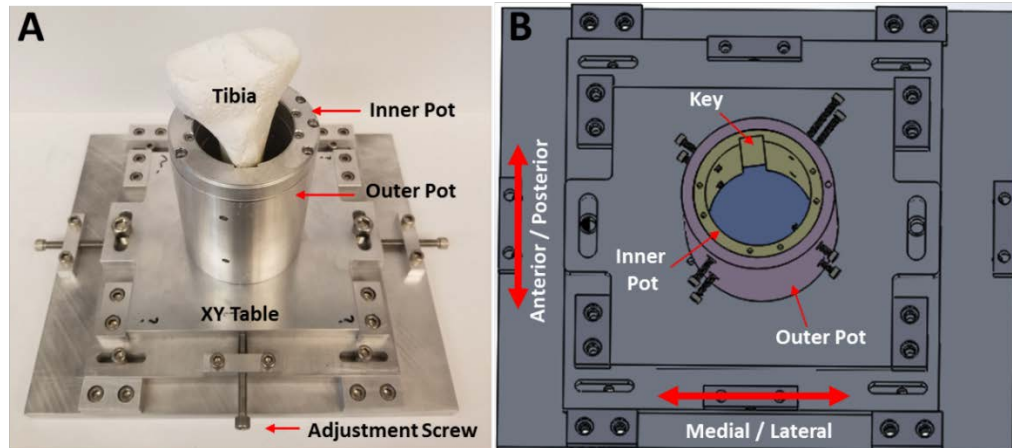 A
Tibia
Inner Pot
Outer Pot
XY Table
Adjustment Screw
B
Key
Inner
Pot
Outer Pot
Anterior / Posterior
Medial / Lateral